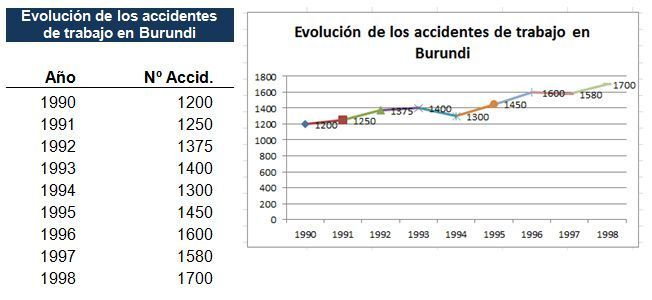 Evolución de los accidentes
de trabajo en Burundi
Año Nº Accid.
1990 1200
1991 1250
1992 1375
1993 1400
1994 1300
1995 1450
1996 1600
1997 1580
1998 1700
Evolución de los accidentes de trabajo en
Burundi
1800
1600
1400
1200
1000
800
600
400
200
0
1200 1250 1375 1400 1300 1450 1600 1580 1700
1990 1991 1992 1993 1994 1995 1996 1997 1998